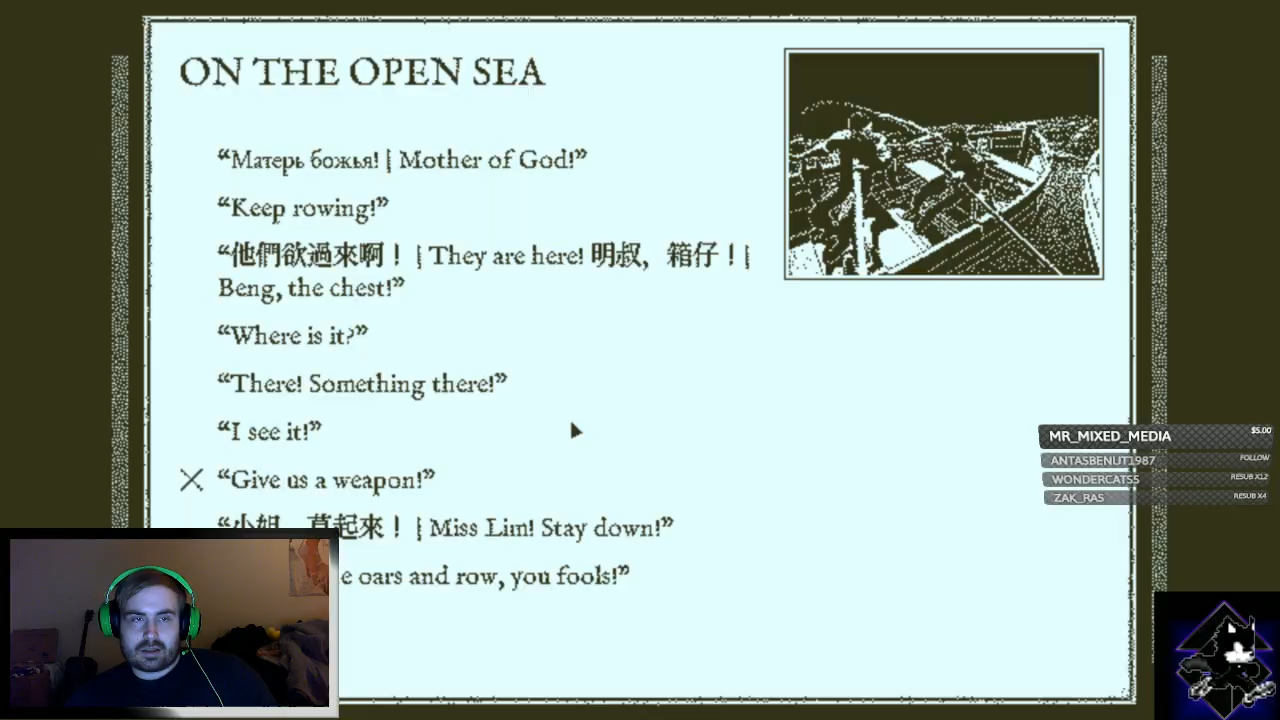 ON THE OPEN SEA
“Матерь божья! | Mother of God!”
“Keep rowing!”
“他們欲過來啊！ | They are here! 明叔，箱仔！|
Beng, the chest!”
“Where is it?”
“There! Something there!”
“I see it!”
“Give us a weapon!”
起來！ | Miss Lim! Stay down!”
oars and row, you fools!”
MR_MIXED_MEDIA $5.00
ANTASBENUT1987 FOLLOW
WONDERCATS5 RESUB X12
ZAK_RAS RESUB X4